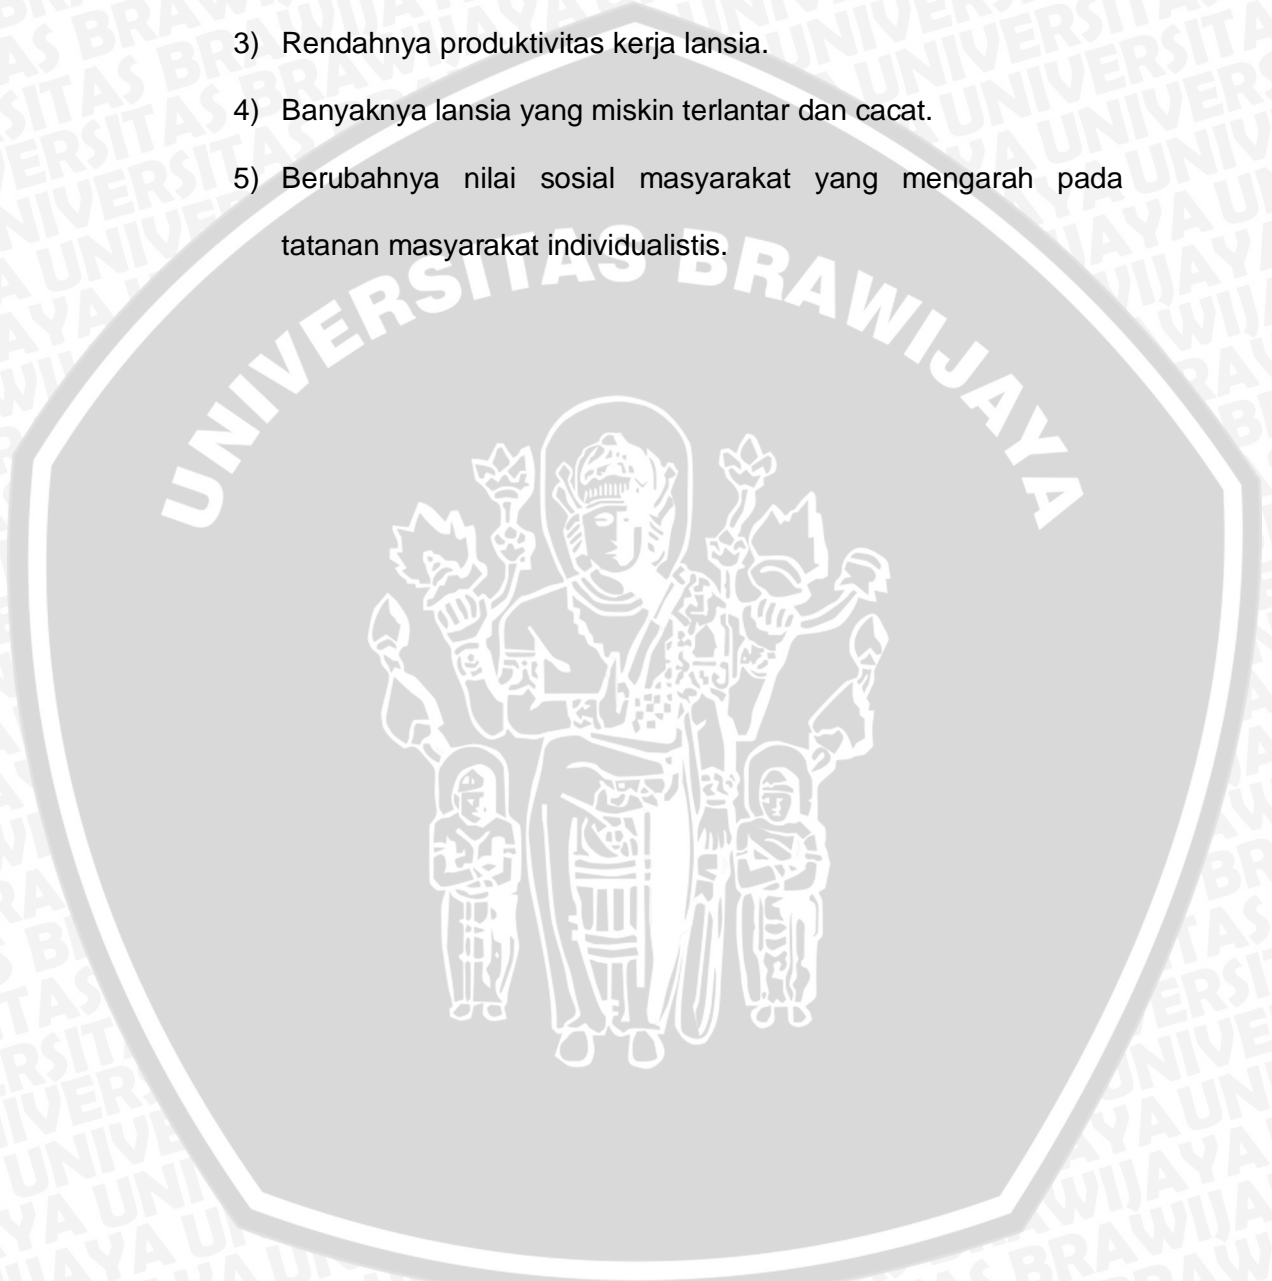 3) Rendahnya produktivitas kerja lansia.
4) Banyaknya lansia yang miskin terlantar dan cacat.
5) Berubahnya nilai sosial masyarakat yang mengarah pada
tatanan masyarakat individualistis.
UNIVERSITAS BRAWIJAYA